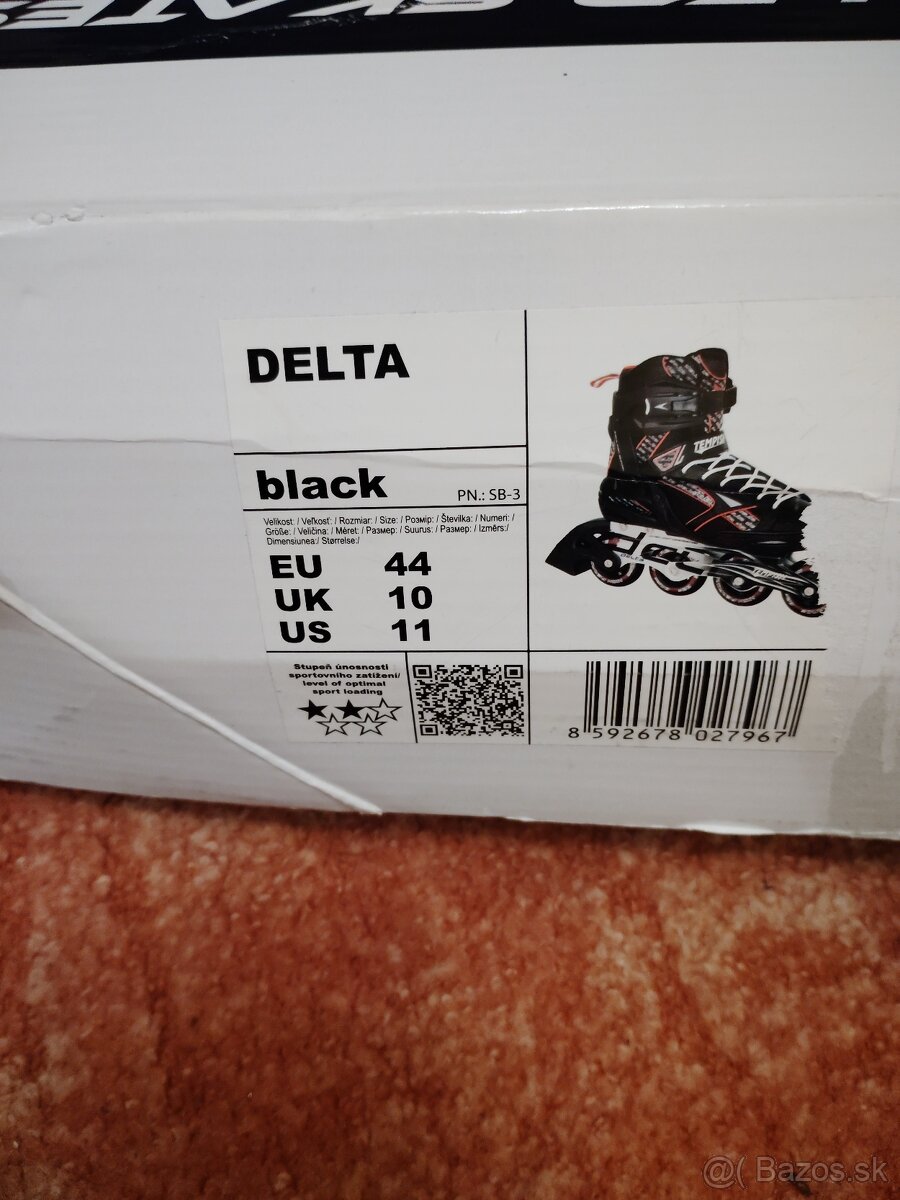 SKATES
DELTA
black
PN.: SB-3
Velikost: / Veľkosť: / Rozmiar: / Size: / Розмір: / Številka: / Numeri: /
Größe: / Veličina: / Méret: / Размер: / Suurus: / Размер: / Izmērs:/
Dimensiunea:/ Størrelse:/
EU 44
UK 10
US 11
Stupeň únosnosti
sportovního zatížení/
level of optimal
sport loading
TEMPISH
8 592678 027967
@( Bazos.sk